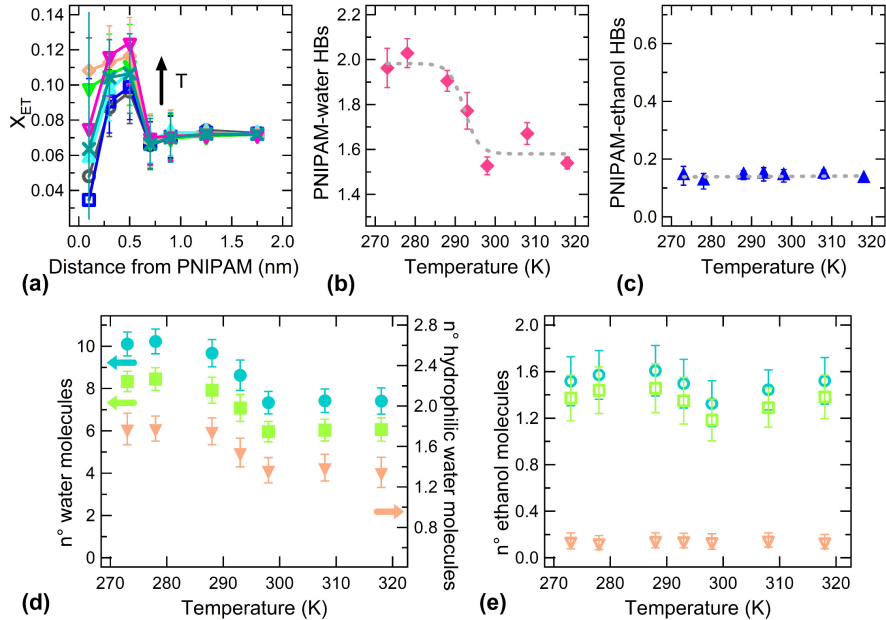 0.14
0.12
0.10
0.08
0.06
0.04
X_ET
T
0.0 0.5 1.0 1.5 2.0
Distance from PNIPAM (nm)
(a)
2.2
2.0
1.8
1.6
1.4
PNIPAM-water HBs
270 280 290 300 310 320
Temperature (K)
(b)
0.6
0.4
0.2
0.0
PNIPAM-ethanol HBs
270 280 290 300 310 320
Temperature (K)
(c)
10
8
6
4
2
0
n° water molecules
2.8
2.4
2.0
1.6
1.2
0.8
n° hydrophilic water molecules
270 280 290 300 310 320
Temperature (K)
(d)
2.0
1.6
1.2
0.8
0.4
0.0
n° ethanol molecules
270 280 290 300 310 320
Temperature (K)
(e)